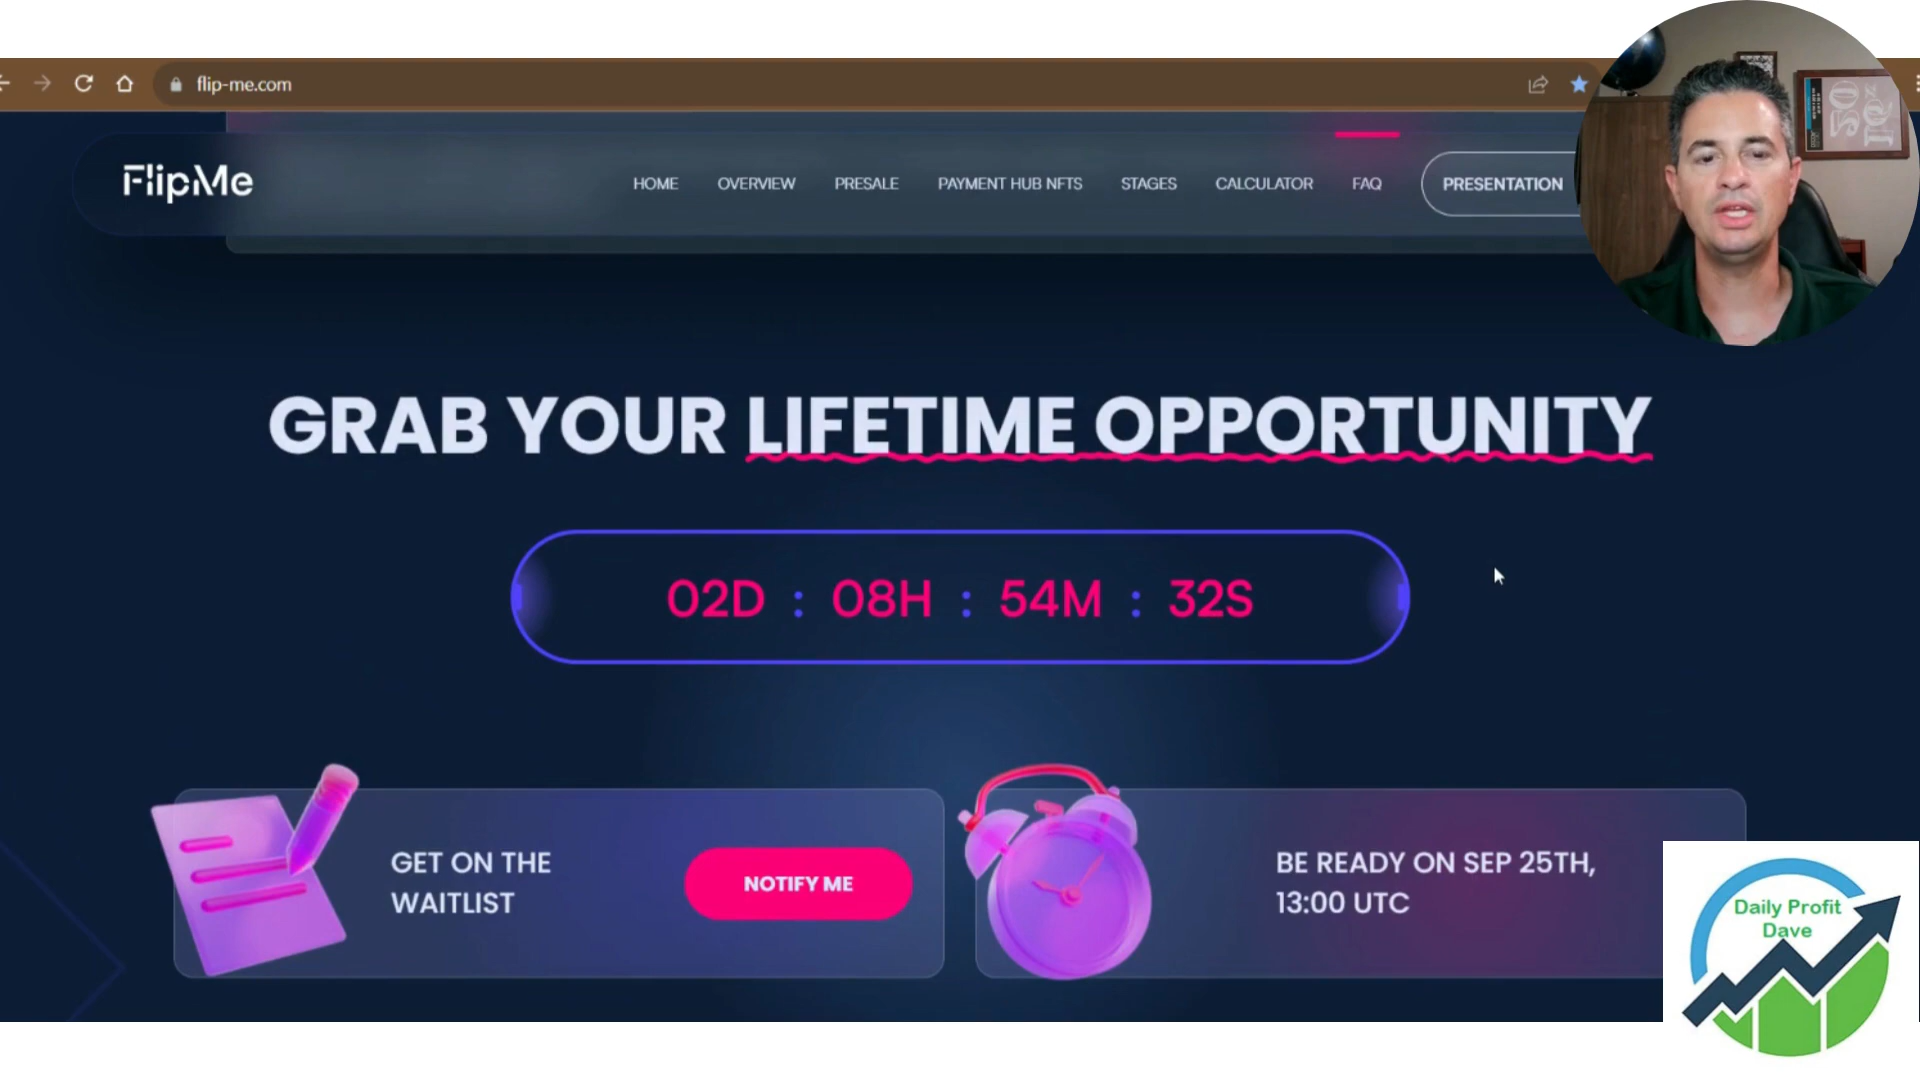 flip-me.com
FlipMe
HOME OVERVIEW PRESALE PAYMENT HUB NFTS STAGES CALCULATOR FAQ PRESENTATION
GRAB YOUR LIFETIME OPPORTUNITY
02D : 08H : 54M : 32S
GET ON THE
WAITLIST
NOTIFY ME
BE READY ON SEP 25TH,
13:00 UTC
Daily Profit
Dave